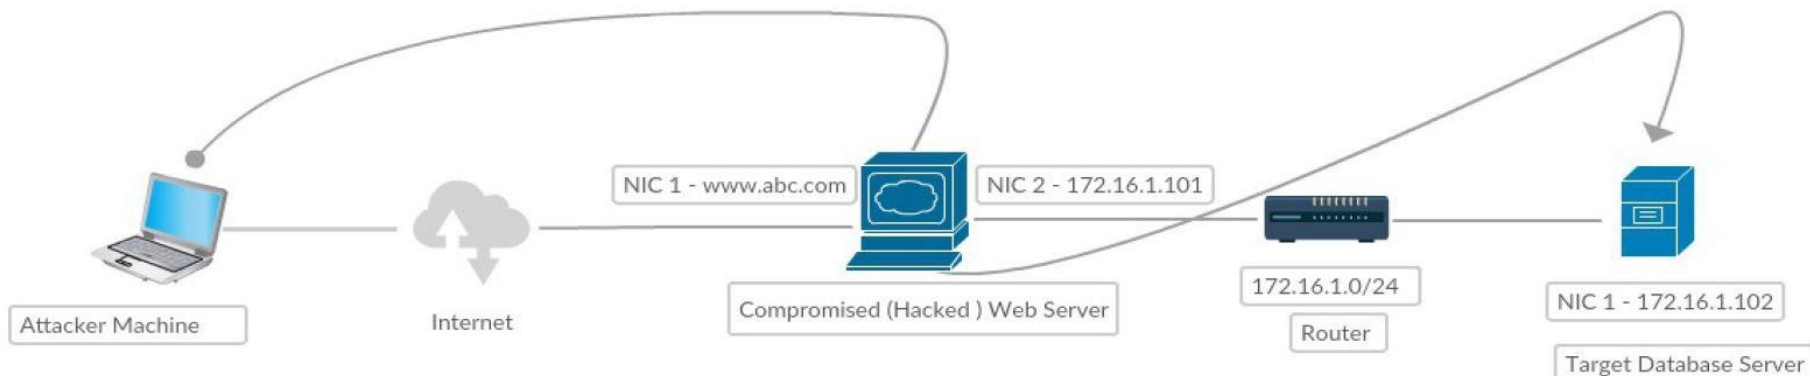 NIC 1 - www.abc.com
NIC 2 - 172.16.1.101
Attacker Machine
Internet
Compromised (Hacked ) Web Server
172.16.1.0/24
Router
NIC 1 - 172.16.1.102
Target Database Server